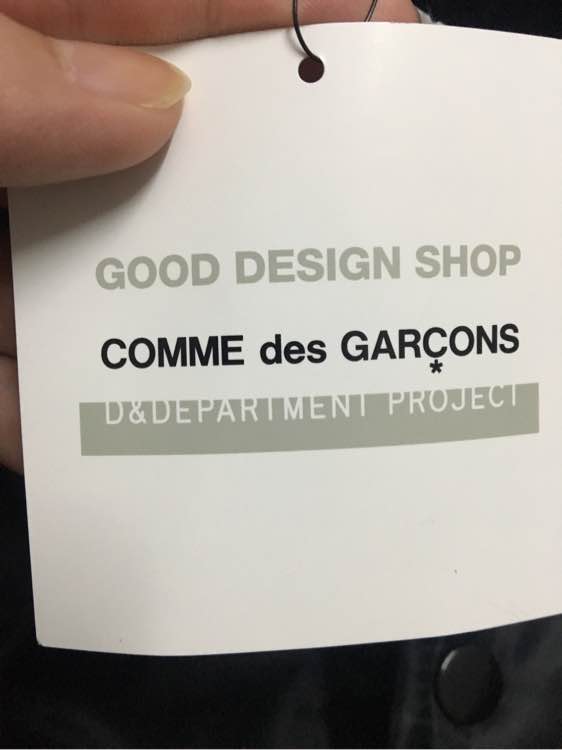 GOOD DESIGN SHOP
COMME des GARÇONS
*
D&DEPARTMENT PROJECT